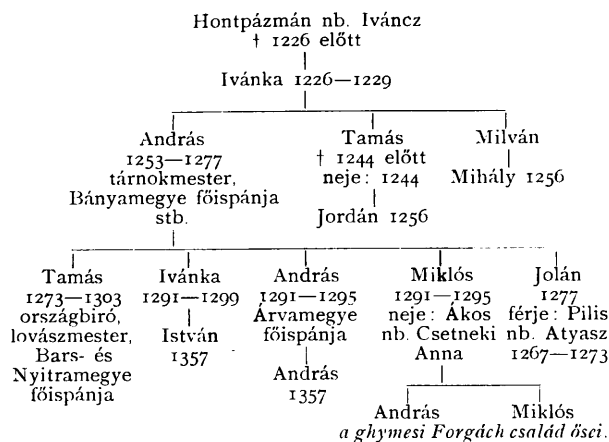 Hontpázmán nb. Iváncz
† 1226 előtt
Ivánka 1226—1229
András Tamás Milván
1253—1277 † 1244 előtt
tárnokmester, neje: 1244 Mihály 1256
Bányamegye főispánja
stb. Jordán 1256
Tamás Ivánka András Miklós Jolán
1273—1303 1291—1299 1291—1295 1291—1295 1277
országbiró, Árvamegye neje: Ákos férje: Pilis
lovászmester, István főispánja nb. Csetneki nb. Atyasz
Bars- és 1357 Anna 1267—1273
Nyitramegye András
főispánja 1357
András Miklós
a ghymesi Forgách család ősei.